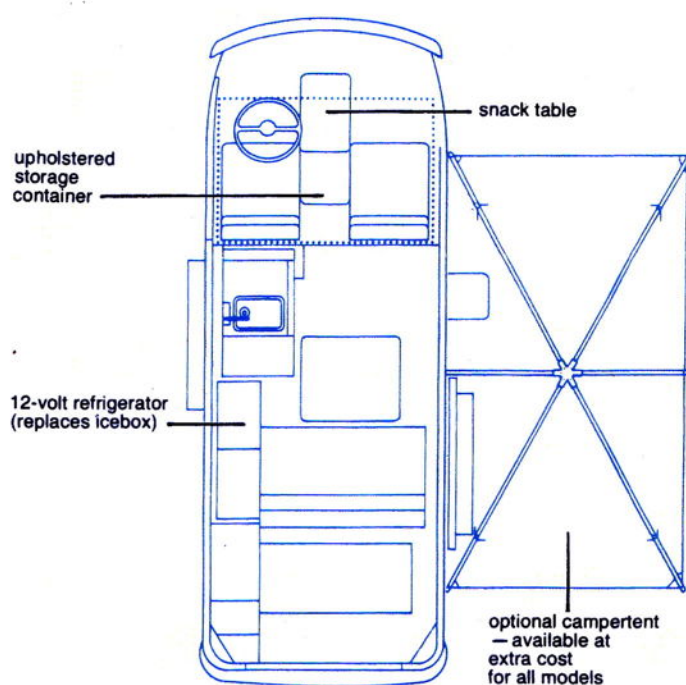 snack table
upholstered
storage
container
12-volt refrigerator
(replaces icebox)
optional campertent
— available at
extra cost
for all models